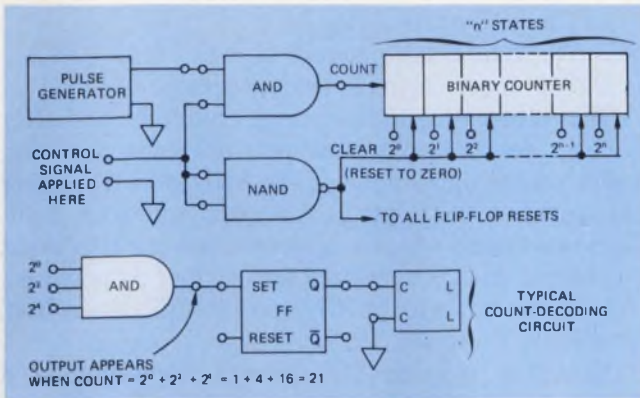 "n" STATES
PULSE
GENERATOR
AND
COUNT
BINARY COUNTER
2⁰ 2¹ 2² 2ⁿ⁻¹ 2ⁿ
CONTROL
SIGNAL
APPLIED
HERE
NAND
CLEAR
(RESET TO ZERO)
TO ALL FLIP-FLOP RESETS
2⁰
2²
2⁴
AND
SET Q
FF
RESET Q̅
C L
C L
TYPICAL
COUNT-DECODING
CIRCUIT
OUTPUT APPEARS
WHEN COUNT = 2⁰ + 2² + 2⁴ = 1 + 4 + 16 = 21